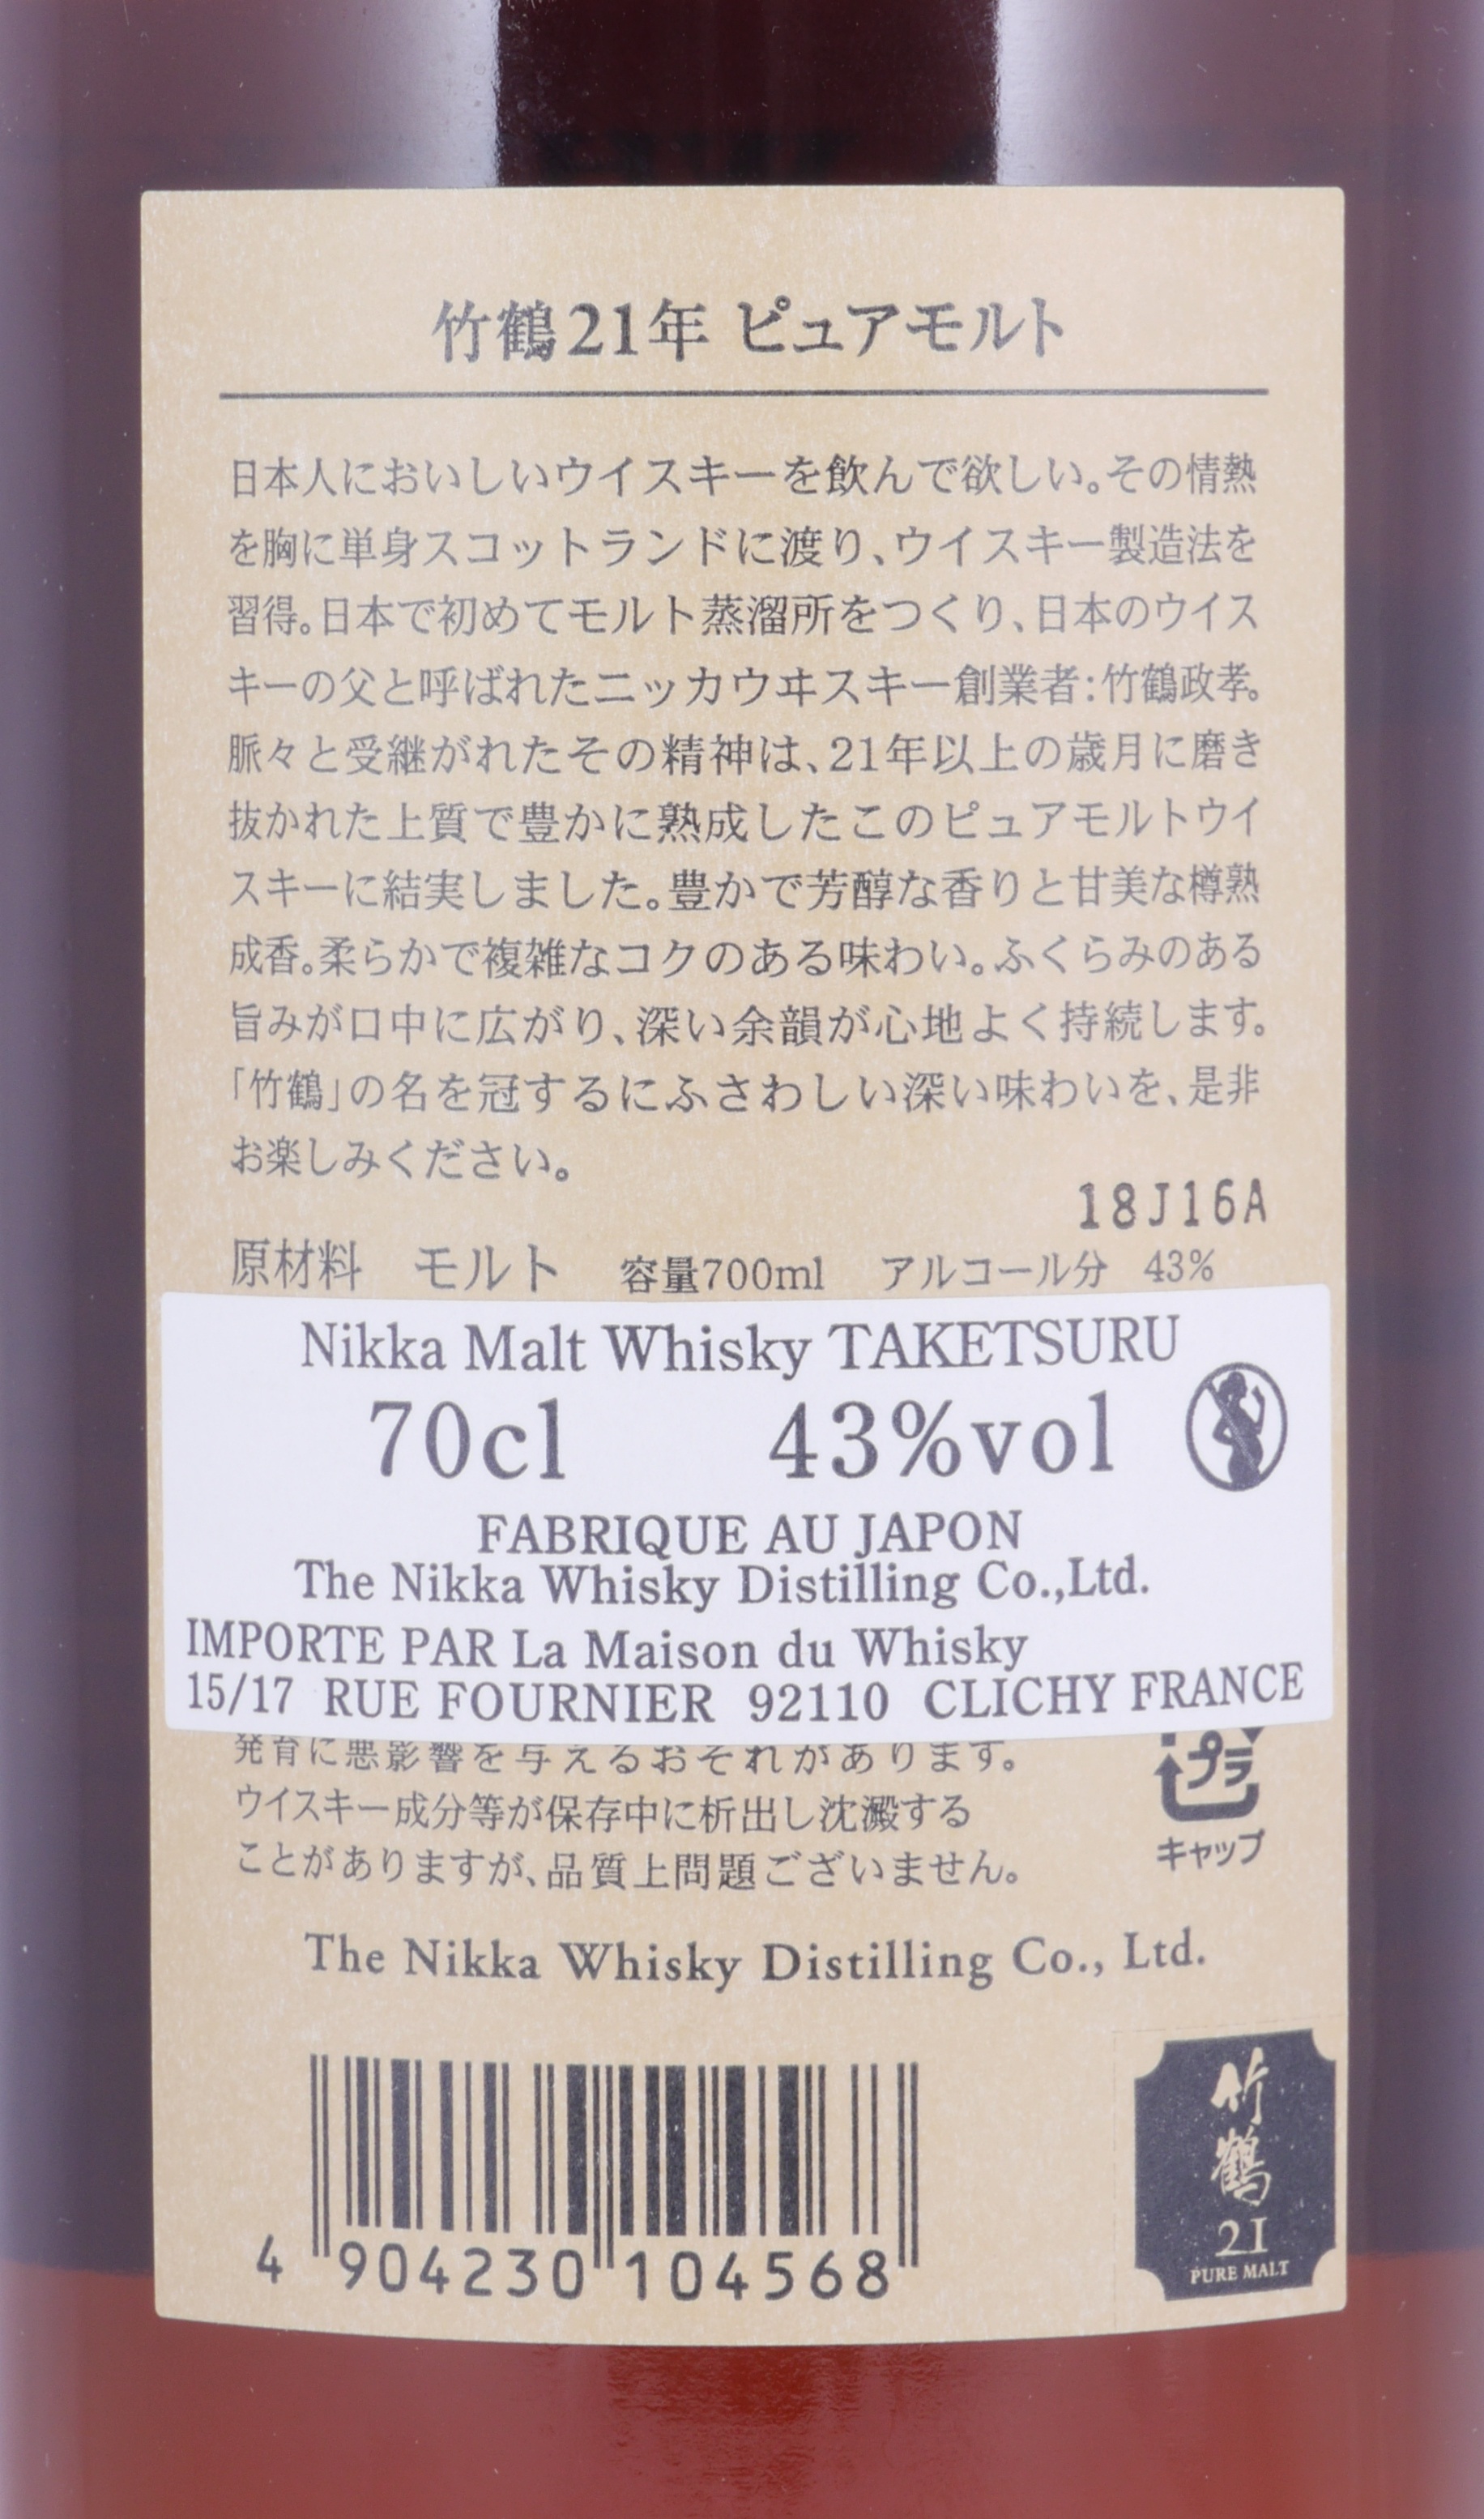 竹鶴21年 ピュアモルト
日本人においしいウイスキーを飲んで欲しい。その情熱
を胸に単身スコットランドに渡り、ウイスキー製造法を
習得。日本で初めてモルト蒸溜所をつくり、日本のウイス
キーの父と呼ばれたニッカウヰスキー創業者:竹鶴政孝。
脈々と受継がれたその精神は、21年以上の歳月に磨き
抜かれた上質で豊かに熟成したこのピュアモルトウイ
スキーに結実しました。豊かで芳醇な香りと甘美な樽熟
成香。柔らかで複雑なコクのある味わい。ふくらみのある
旨みが口中に広がり、深い余韻が心地よく持続します。
「竹鶴」の名を冠するにふさわしい深い味わいを、是非
お楽しみください。
18J16A
原材料 モルト 容量700ml アルコール分 43%
Nikka Malt Whisky TAKETSURU
70cl 43%vol
FABRIQUE AU JAPON
The Nikka Whisky Distilling Co.,Ltd.
IMPORTE PAR La Maison du Whisky
15/17 RUE FOURNIER 92110 CLICHY FRANCE
発育に悪影響を与えるおそれがあります。
ウイスキー成分等が保存中に析出し沈澱する
ことがありますが、品質上問題ございません。
プラ
キャップ
The Nikka Whisky Distilling Co., Ltd.
4 904230 104568
竹鶴
21
PURE MALT